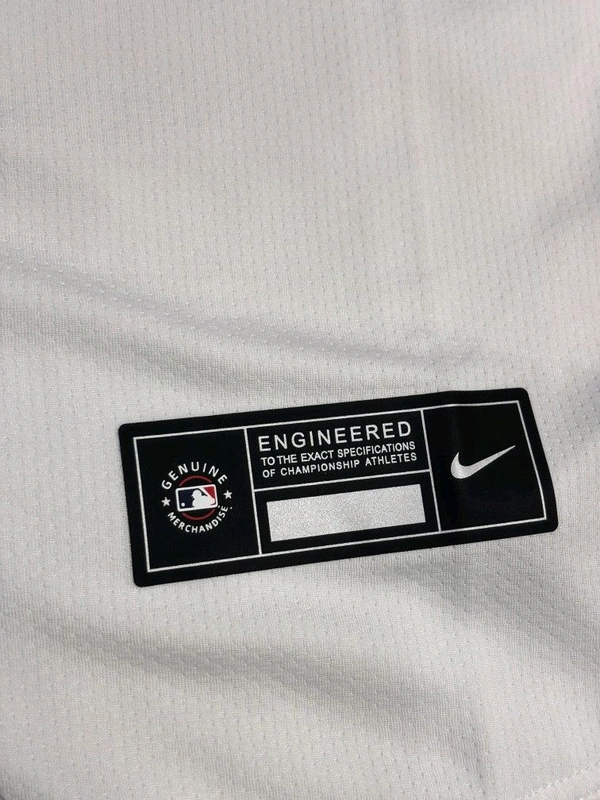 GENUINE
MERCHANDISE
ENGINEERED
TO THE EXACT SPECIFICATIONS
OF CHAMPIONSHIP ATHLETES